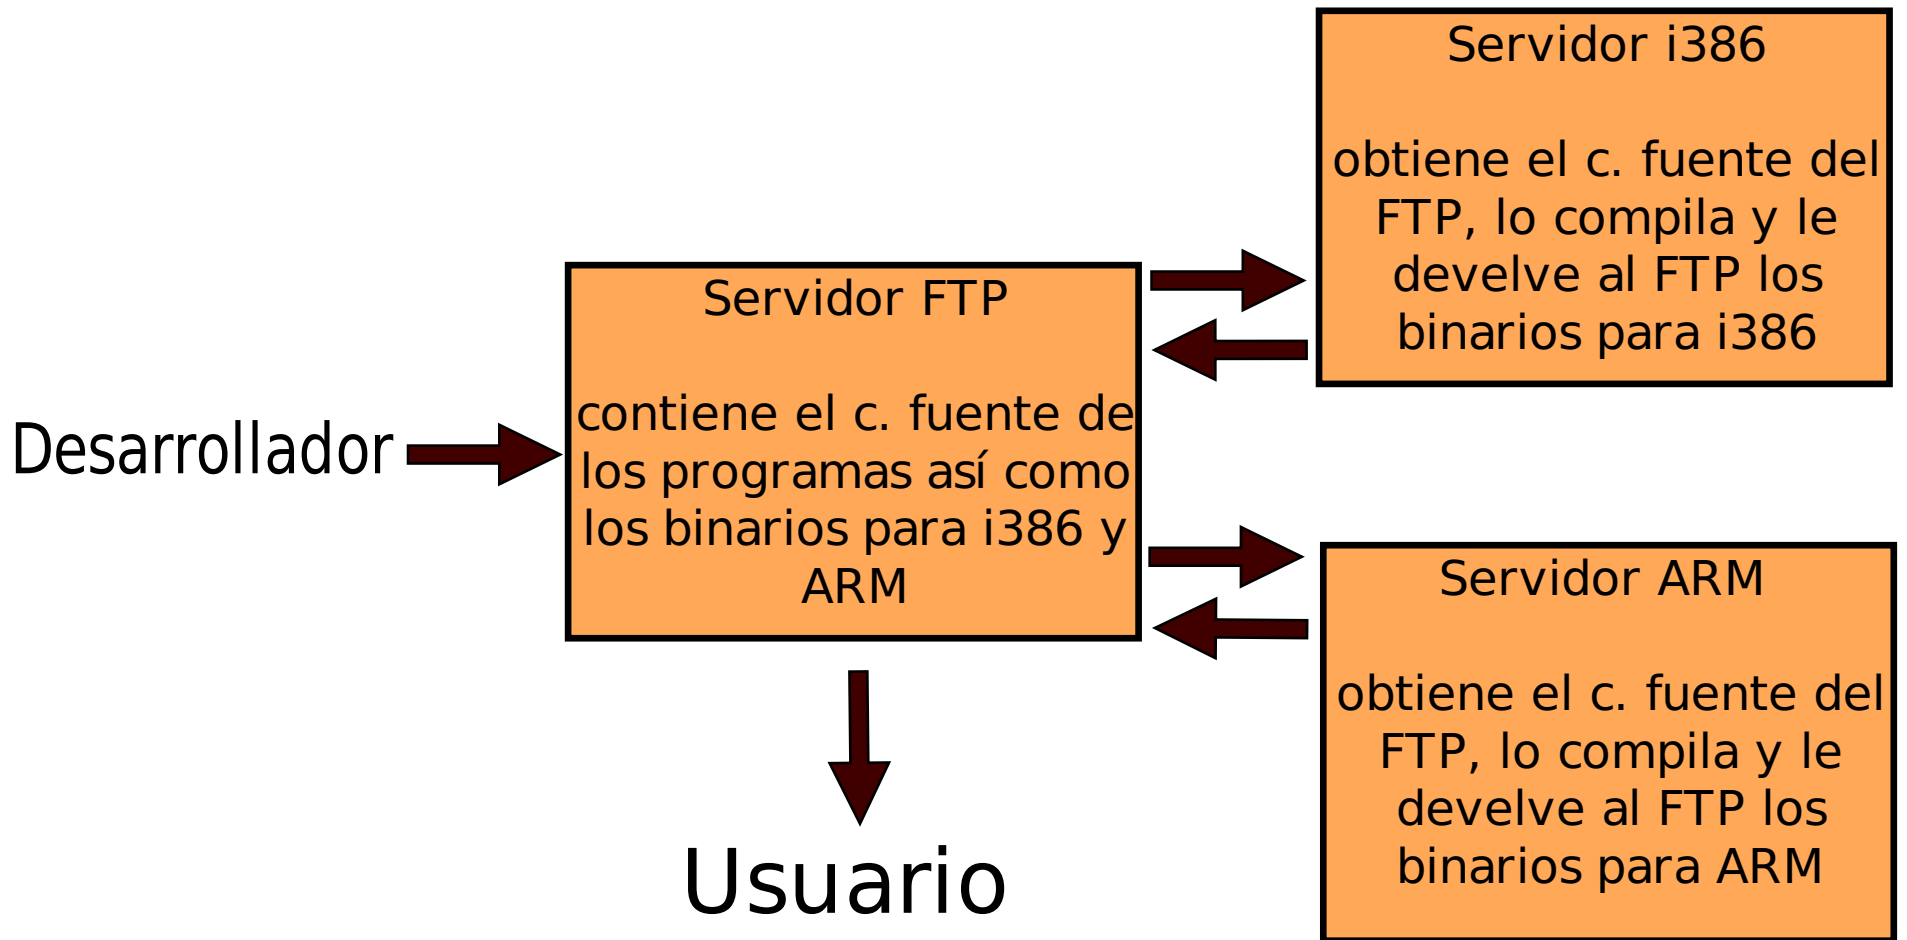 Desarrollador
Servidor FTP
contiene el c. fuente de
los programas así como
los binarios para i386 y
ARM
Usuario
Servidor i386
obtiene el c. fuente del
FTP, lo compila y le
develve al FTP los
binarios para i386
Servidor ARM
obtiene el c. fuente del
FTP, lo compila y le
develve al FTP los
binarios para ARM